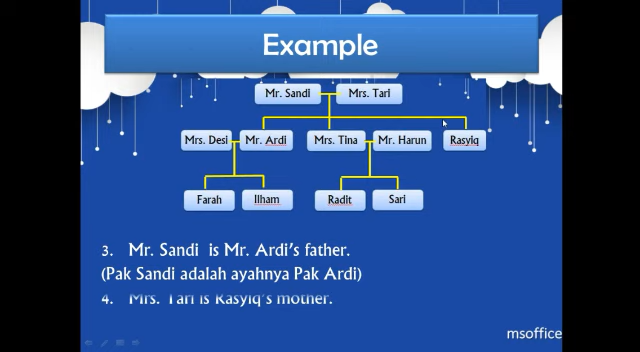 Example
Mr. Sandi Mrs. Tari
Mrs. Desi Mr. Ardi Mrs. Tina Mr. Harun Rasyiq
Farah Ilham Radit Sari
3. Mr. Sandi is Mr. Ardi's father.
(Pak Sandi adalah ayahnya Pak Ardi)
4. Mrs. Tari is Rasyiq's mother.
msoffice